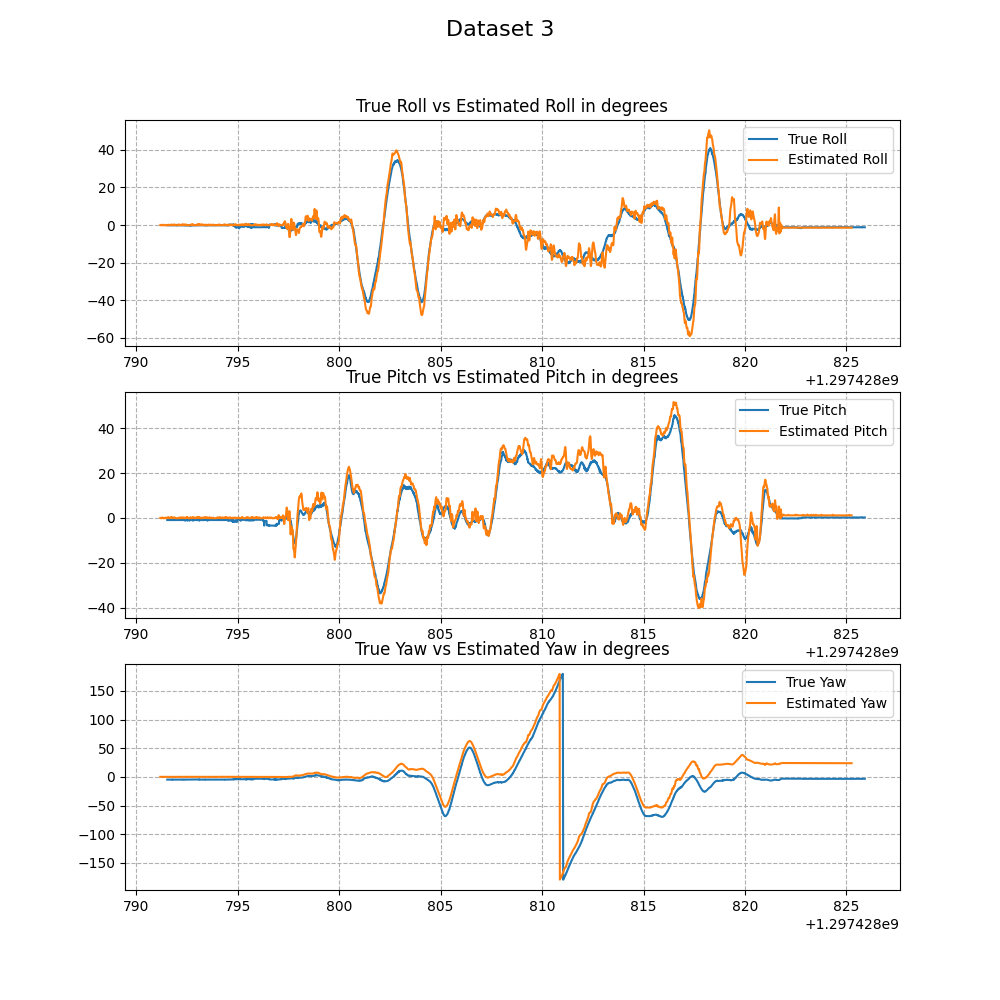 Dataset 3
True Roll vs Estimated Roll in degrees
True Roll
Estimated Roll
40
20
0
−20
−40
−60
790 795 800 805 810 815 820 825
+1.297428e9
True Pitch vs Estimated Pitch in degrees
True Pitch
Estimated Pitch
40
20
0
−20
−40
790 795 800 805 810 815 820 825
+1.297428e9
True Yaw vs Estimated Yaw in degrees
True Yaw
Estimated Yaw
150
100
50
0
−50
−100
−150
790 795 800 805 810 815 820 825
+1.297428e9